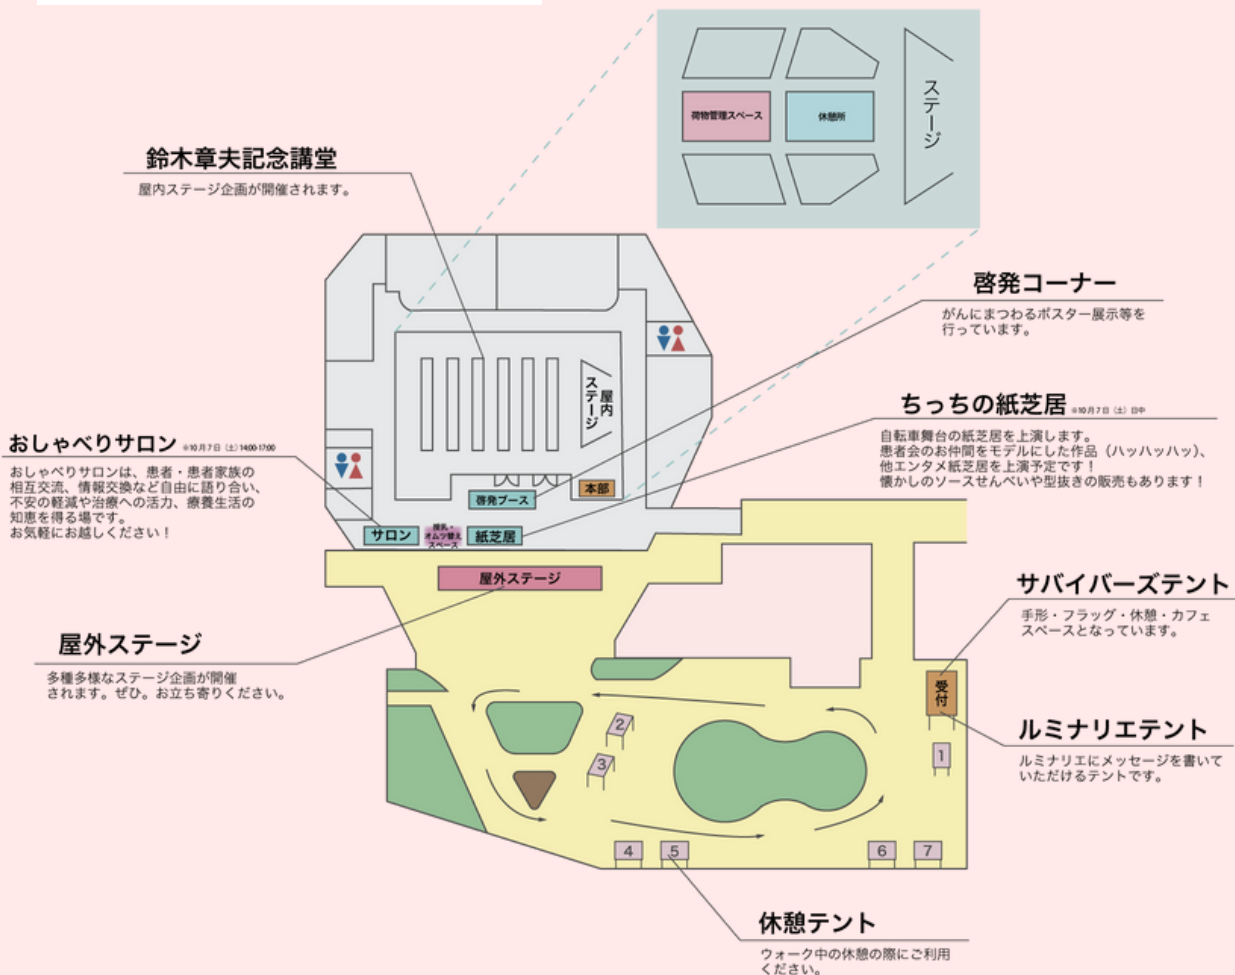 荷物管理スペース
休憩所
ステージ
鈴木章夫記念講堂
屋内ステージ企画が開催されます。
啓発コーナー
がんにまつわるポスター展示等を
行っています。
屋内
ステージ
ちっちの紙芝居 ※10月7日（土）日中
自転車舞台の紙芝居を上演します。
患者会のお仲間をモデルにした作品（ハッハッハッ）、
他エンタメ紙芝居を上演予定です！
懐かしのソースせんべいや型抜きの販売もあります！
おしゃべりサロン ※10月7日（土）14:00-17:00
おしゃべりサロンは、患者・患者家族の
相互交流、情報交換など自由に語り合い、
不安の軽減や治療への活力、療養生活の
知恵を得る場です。
お気軽にお越しください！
本部
啓発ブース
サロン
授乳・
オムツ替え
スペース
紙芝居
屋外ステージ
サバイバーズテント
手形・フラッグ・休憩・カフェ
スペースとなっています。
屋外ステージ
多種多様なステージ企画が開催
されます。ぜひ。お立ち寄りください。
受付
ルミナリエテント
ルミナリエにメッセージを書いて
いただけるテントです。
2
3
1
4
5
6
7
休憩テント
ウォーク中の休憩の際にご利用
ください。